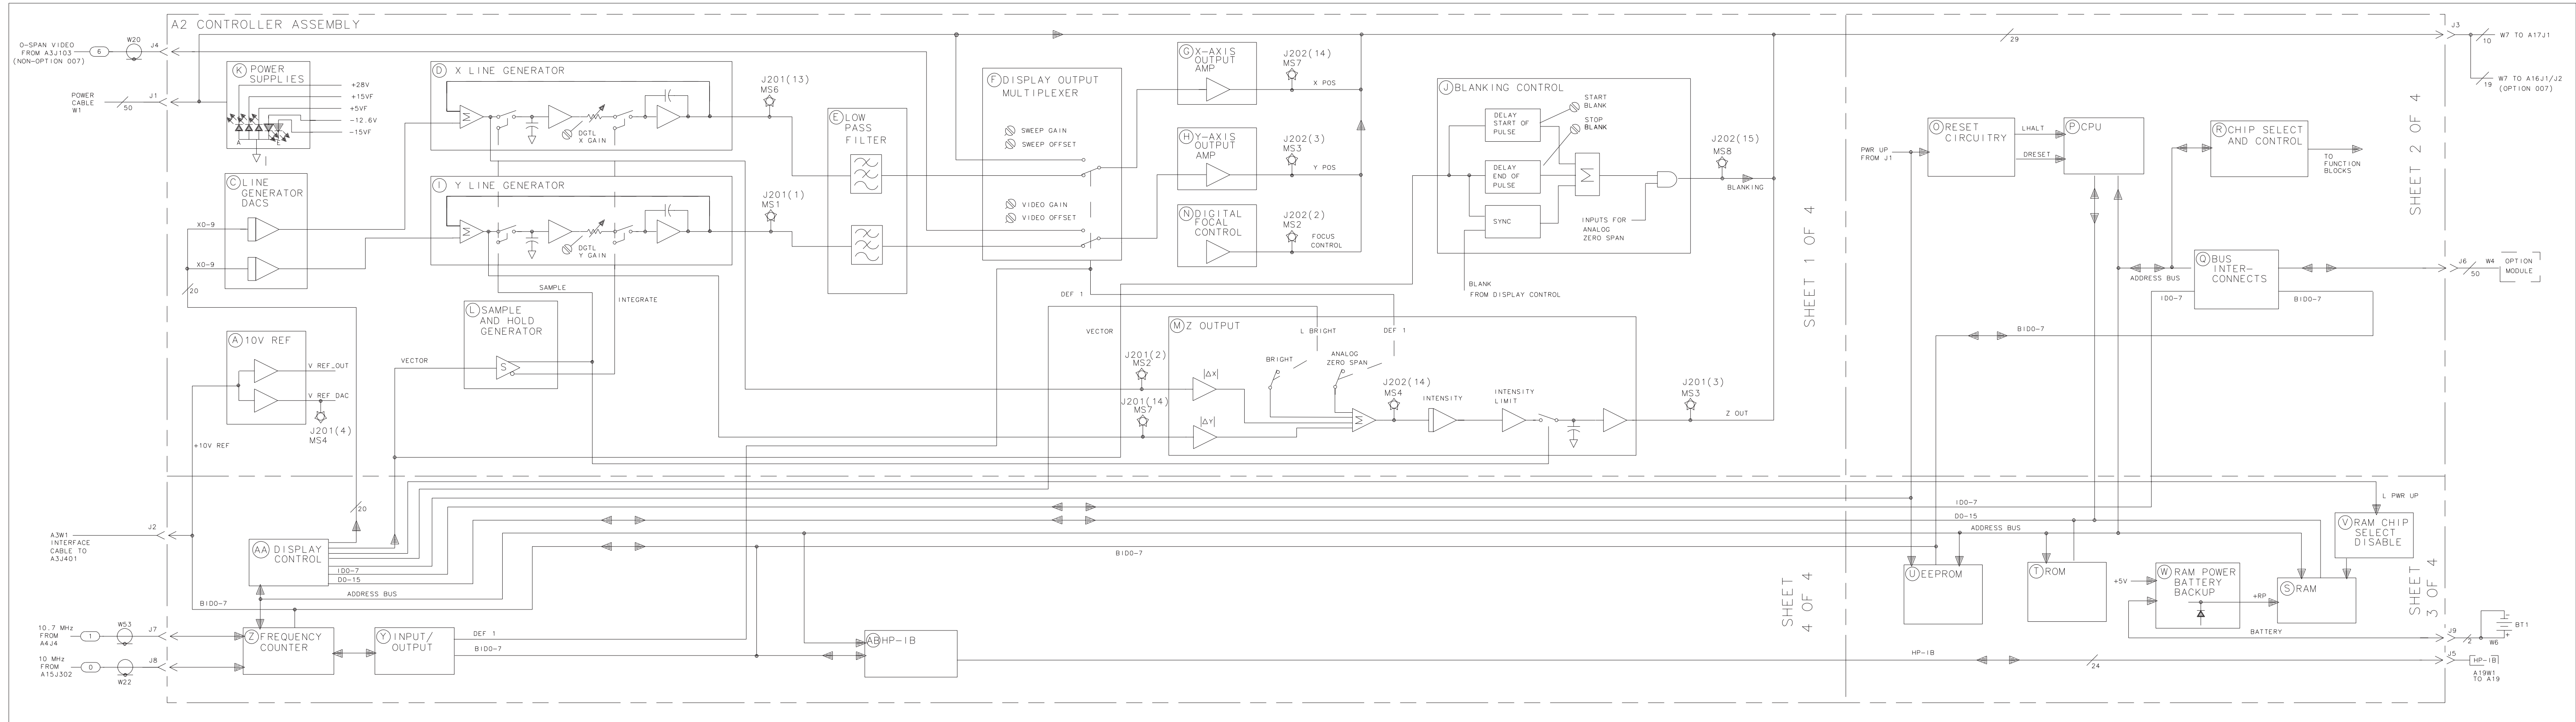 A2 CONTROLLER ASSEMBLY
0-SPAN VIDEO
FROM A3J103
(NON-OPTION 007)
6
W20
J4
POWER
CABLE
W1
50
J1
K POWER
SUPPLIES
+28V
+15VF
+5VF
-12.6V
-15VF
A
E
C LINE
GENERATOR
DACS
X0-9
X0-9
20
A 10V REF
V REF_OUT
V REF DAC
J201(4)
MS4
+10V REF
20
D X LINE GENERATOR
Σ
DGTL
X GAIN
J201(13)
MS6
I Y LINE GENERATOR
Σ
DGTL
Y GAIN
J201(1)
MS1
SAMPLE
INTEGRATE
L SAMPLE
AND HOLD
GENERATOR
S
VECTOR
E LOW
PASS
FILTER
F DISPLAY OUTPUT
MULTIPLEXER
SWEEP GAIN
SWEEP OFFSET
VIDEO GAIN
VIDEO OFFSET
DEF 1
VECTOR
G X-AXIS
OUTPUT
AMP
J202(14)
MS7
X POS
H Y-AXIS
OUTPUT
AMP
J202(3)
MS3
Y POS
N DIGITAL
FOCAL
CONTROL
J202(2)
MS2
FOCUS
CONTROL
J BLANKING CONTROL
DELAY
START OF
PULSE
START
BLANK
STOP
BLANK
DELAY
END OF
PULSE
SYNC
Σ
INPUTS FOR
ANALOG
ZERO SPAN
J202(15)
MS8
BLANKING
BLANK
FROM DISPLAY CONTROL
M Z OUTPUT
L BRIGHT
DEF 1
BRIGHT
ANALOG
ZERO SPAN
J201(2)
MS2
|ΔX|
J201(14)
MS7
|ΔY|
Σ
J202(14)
MS4
INTENSITY
INTENSITY
LIMIT
J201(3)
MS3
Z OUT
SHEET 1 OF 4
29
J3
10
W7 TO A17J1
19
W7 TO A16J1/J2
(OPTION 007)
PWR UP
FROM J1
O RESET
CIRCUITRY
LHALT
DRESET
P CPU
R CHIP SELECT
AND CONTROL
TO
FUNCTION
BLOCKS
SHEET 2 OF 4
ADDRESS BUS
Q BUS
INTER-
CONNECTS
ID0-7
BID0-7
BID0-7
J6
50
W4
OPTION
MODULE
A3W1
INTERFACE
CABLE TO
A3J401
J2
AA DISPLAY
CONTROL
ID0-7
D0-15
ADDRESS BUS
BID0-7
ID0-7
D0-15
ADDRESS BUS
BID0-7
L PWR UP
V RAM CHIP
SELECT
DISABLE
U EEPROM
T ROM
+5V
W RAM POWER
BATTERY
BACKUP
+RP
S RAM
BATTERY
SHEET
3 OF 4
SHEET
4 OF 4
10.7 MHz
FROM
A4J4
1
W53
J7
10 MHz
FROM
A15J302
0
W22
J8
Z FREQUENCY
COUNTER
Y INPUT/
OUTPUT
DEF 1
BID0-7
AB HP-IB
HP-IB
24
J9
2
W6
-
+
BT1
J5
HP-IB
A19W1
TO A19